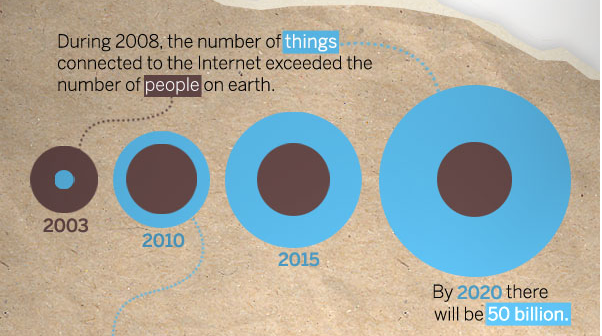 During 2008, the number of things
connected to the Internet exceeded the
number of people on earth.
2003
2010
2015
By 2020 there
will be 50 billion.